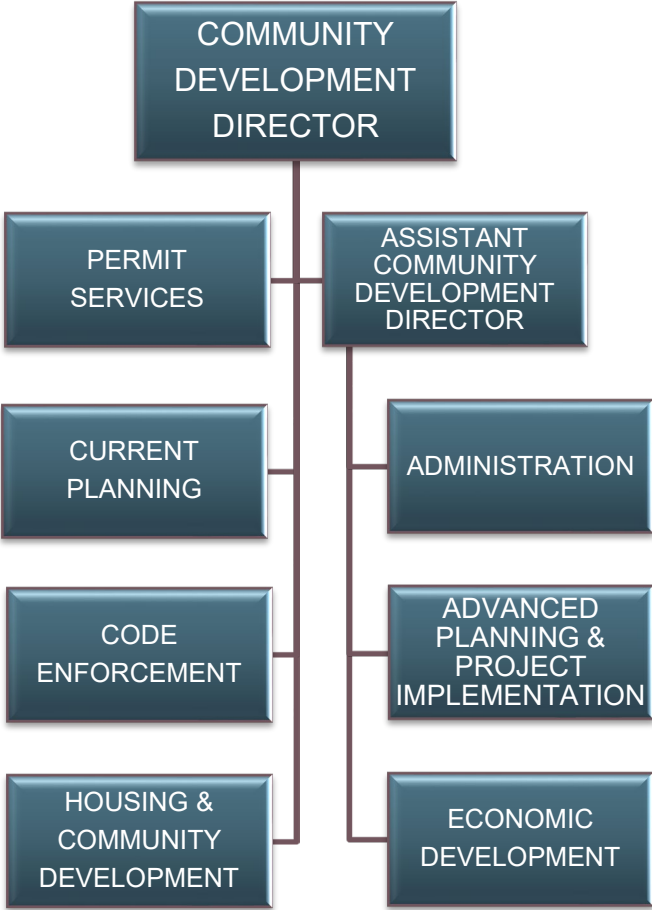 COMMUNITY
DEVELOPMENT
DIRECTOR
PERMIT
SERVICES
ASSISTANT
COMMUNITY
DEVELOPMENT
DIRECTOR
CURRENT
PLANNING
ADMINISTRATION
CODE
ENFORCEMENT
ADVANCED
PLANNING &
PROJECT
IMPLEMENTATION
HOUSING &
COMMUNITY
DEVELOPMENT
ECONOMIC
DEVELOPMENT